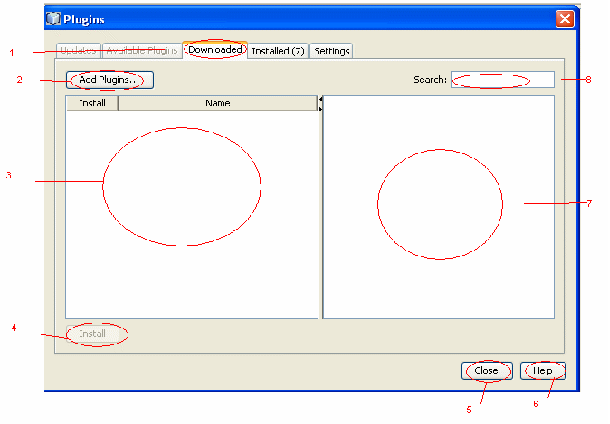 Plugins
1 Updates Available Plugins Downloaded Installed (7) Settings
2 Add Plugins... Search: 8
Install Name
3
7
4 Install
Close Help
5 6